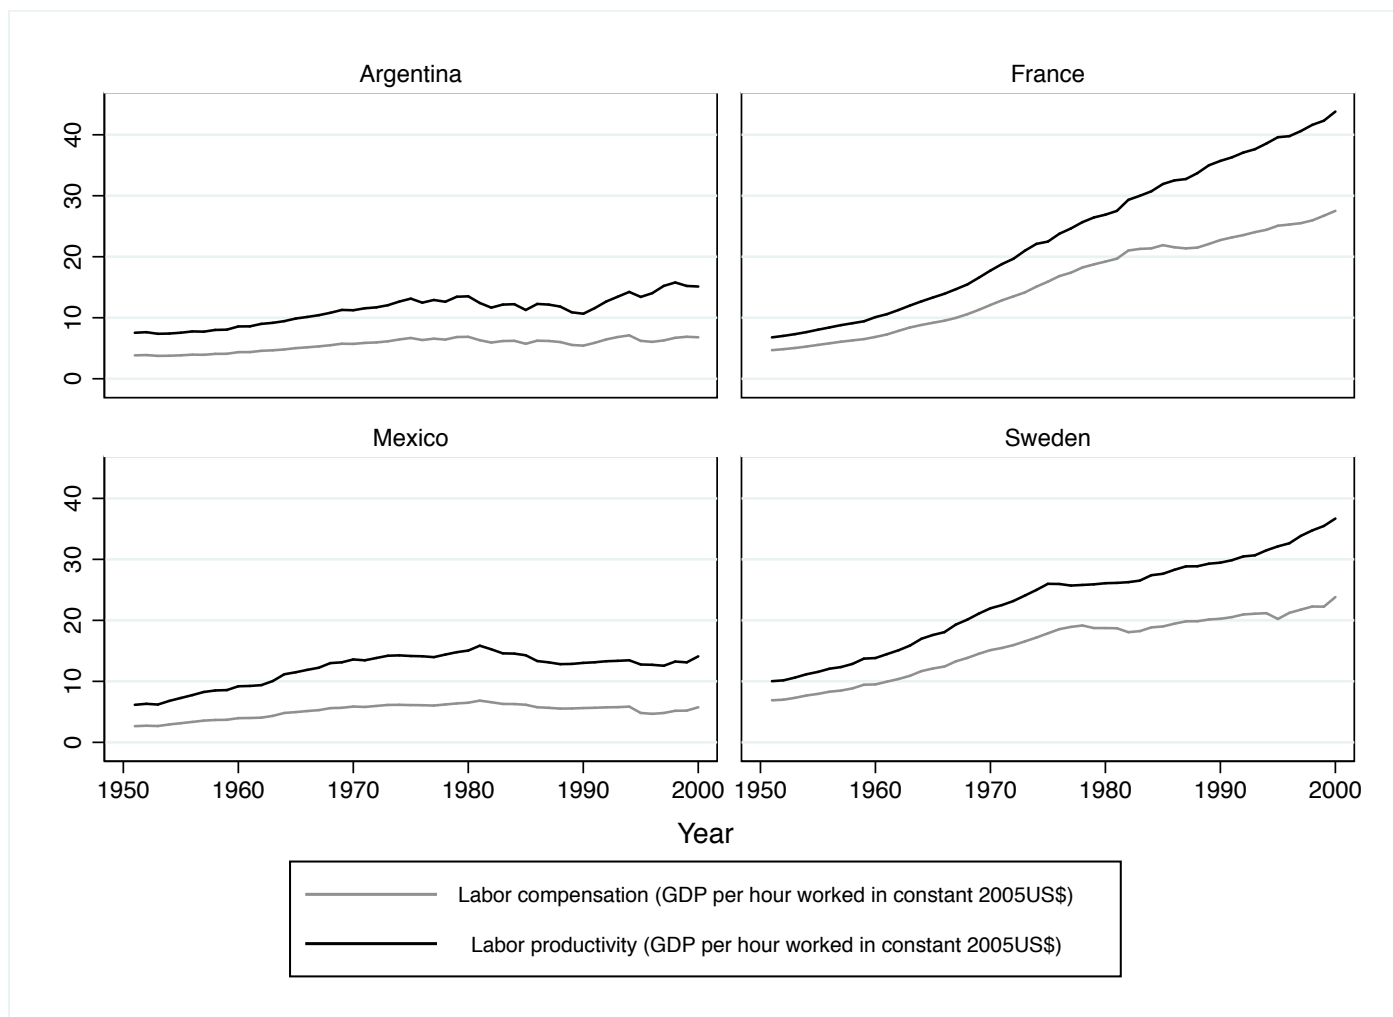 Argentina
France
40
30
20
10
0
Mexico
Sweden
40
30
20
10
0
1950 1960 1970 1980 1990 2000 1950 1960 1970 1980 1990 2000
Year
Labor compensation (GDP per hour worked in constant 2005US$)
Labor productivity (GDP per hour worked in constant 2005US$)